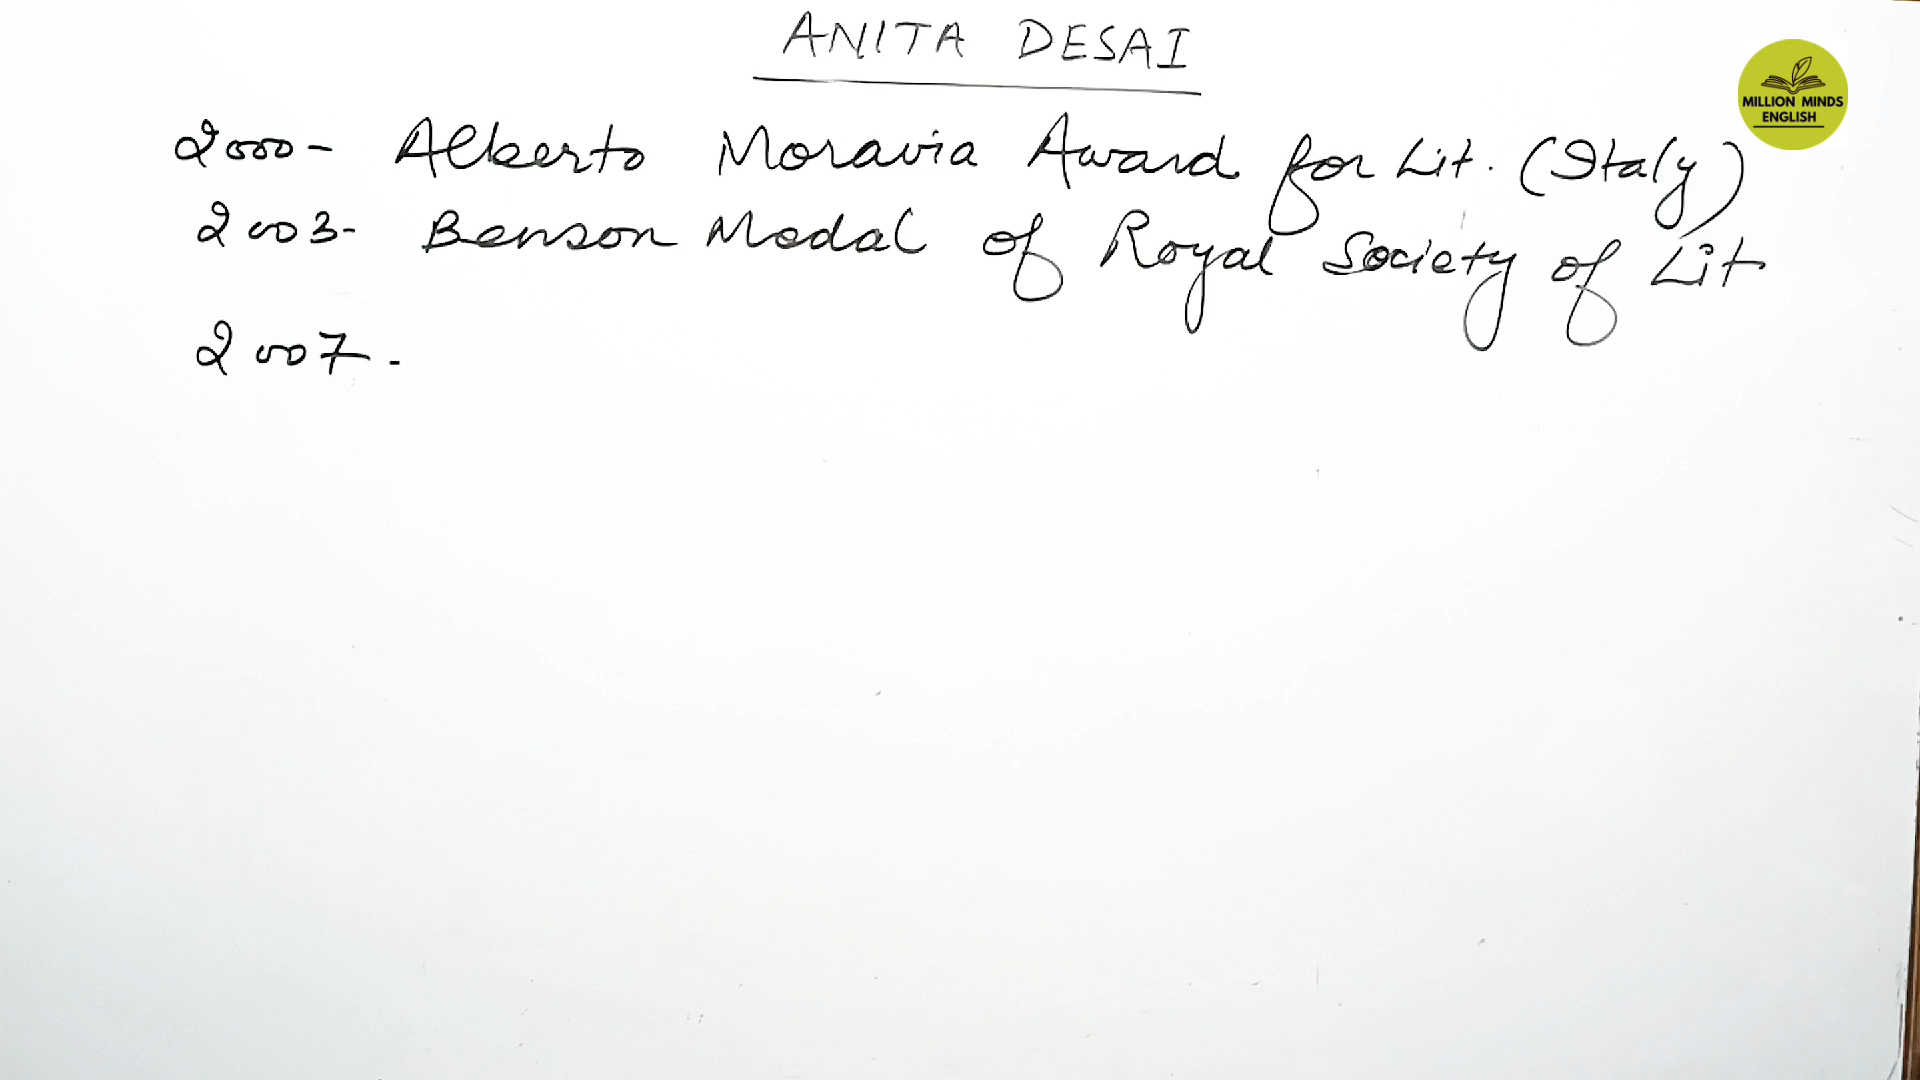 ANITA DESAI
MILLION MINDS
ENGLISH
2000- Alberto Moravia Award for Lit. (Italy)
2003- Benson Medal of Royal Society of Lit
2007.